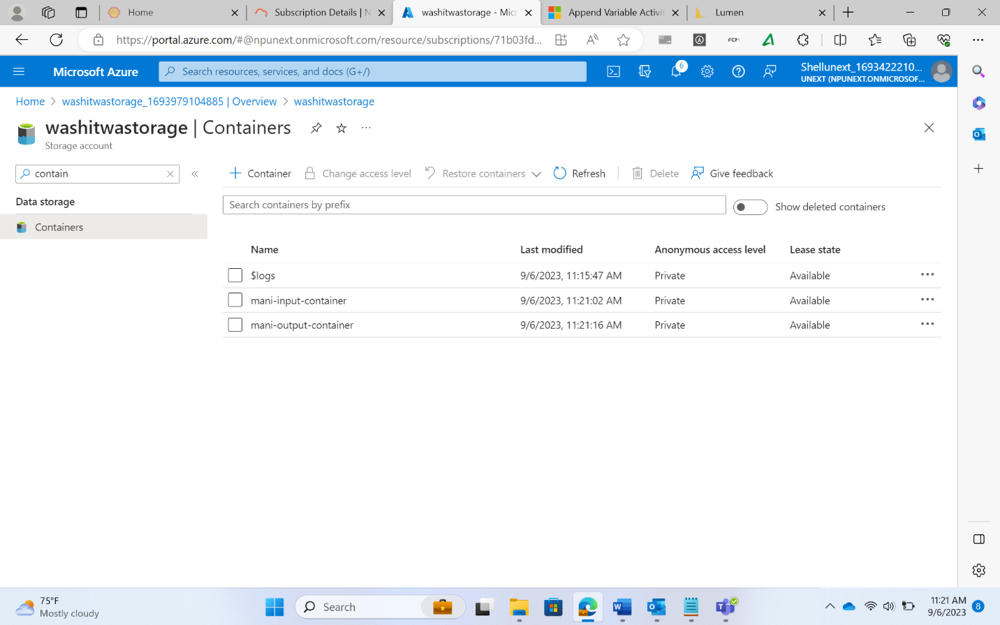 Home
Subscription Details | N
washitwastorage - Micr
Append Variable Activit
Lumen
https://portal.azure.com/#@npunext.onmicrosoft.com/resource/subscriptions/71b03fd...
FCM
Microsoft Azure
Search resources, services, and docs (G+/)
6
Shellunext_1693422210...
UNEXT (NPUNEXT.ONMICROSOF...
Home > washitwastorage_1693979104885 | Overview > washitwastorage
washitwastorage | Containers
Storage account
contain
Container Change access level Restore containers Refresh Delete Give feedback
Data storage
Search containers by prefix
Show deleted containers
Containers
Name Last modified Anonymous access level Lease state
$logs 9/6/2023, 11:15:47 AM Private Available
mani-input-container 9/6/2023, 11:21:02 AM Private Available
mani-output-container 9/6/2023, 11:21:16 AM Private Available
75°F
Mostly cloudy
Search
11:21 AM
9/6/2023
8